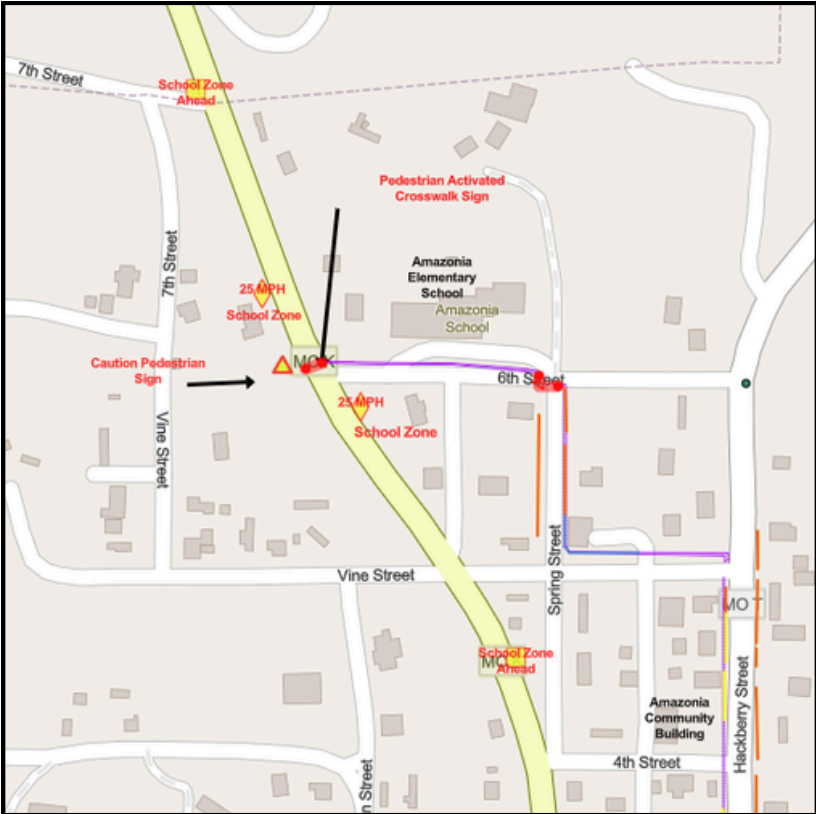 7th Street
School Zone
Ahead
Pedestrian Activated
Crosswalk Sign
7th Street
Amazonia
Elementary
School
Amazonia
School
25 MPH
School Zone
MO K
Caution Pedestrian
Sign
6th Street
25 MPH
School Zone
Vine Street
Spring Street
Vine Street
MO T
School Zone
Ahead
MO
Amazonia
Community
Building
Hackberry Street
4th Street
n Street